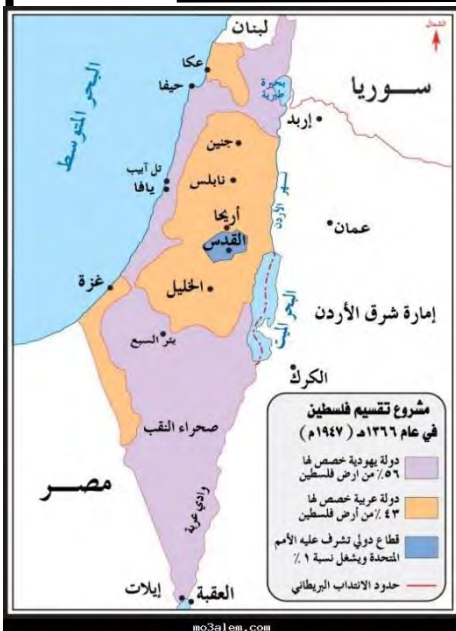 الشمال
لبنان
سوريا
البحر المتوسط
عكا
حيفا
بحيرة طبرية
إربد
جنين
نابلس
تل أبيب
يافا
نهر الأردن
أريحا
القدس
عمان
غزة
الخليل
البحر الميت
إمارة شرق الأردن
بئر السبع
الكرك
صحراء النقب
مصر
وادي عربة
إيلات
العقبة
مشروع تقسيم فلسطين
في عام ١٣٦٦هـ (١٩٤٧م)
دولة يهودية خصص لها
٥٦٪ من أرض فلسطين
دولة عربية خصص لها
٤٣٪ من أرض فلسطين
قطاع دولي تشرف عليه الأمم
المتحدة ويشغل نسبة ١٪
حدود الانتداب البريطاني
mo3alem.com